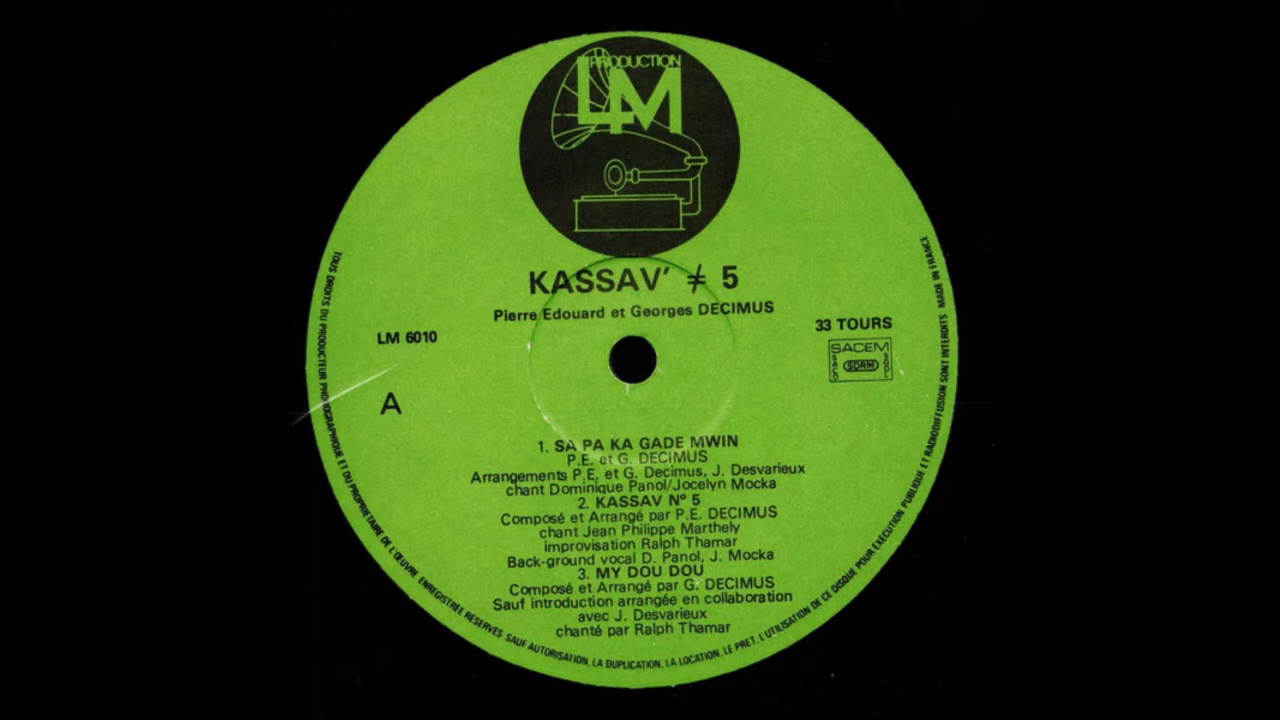 PRODUCTION
LM
KASSAV' ≠ 5
Pierre Edouard et Georges DECIMUS
LM 6010
33 TOURS
SACEM
SACD SDRM SGDL
A
1. SA PA KA GADE MWIN
P.E. et G. DECIMUS
Arrangements P.E. et G. Decimus, J. Desvarieux
chant Dominique Panol/Jocelyn Mocka
2. KASSAV Nº 5
Composé et Arrangé par P.E. DECIMUS
chant Jean Philippe Marthely
improvisation Ralph Thamar
Back-ground vocal D. Panol, J. Mocka
3. MY DOU DOU
Composé et Arrangé par G. DECIMUS
Sauf introduction arrangée en collaboration
avec J. Desvarieux
chanté par Ralph Thamar
TOUS DROITS DU PRODUCTEUR PHONOGRAPHIQUE ET DU PROPRIETAIRE DE L'ŒUVRE ENREGISTREE RESERVES SAUF AUTORISATION, LA DUPLICATION, LA LOCATION, LE PRET, L'UTILISATION DE CE DISQUE POUR EXECUTION PUBLIQUE ET RADIODIFFUSION SONT INTERDITS MADE IN FRANCE